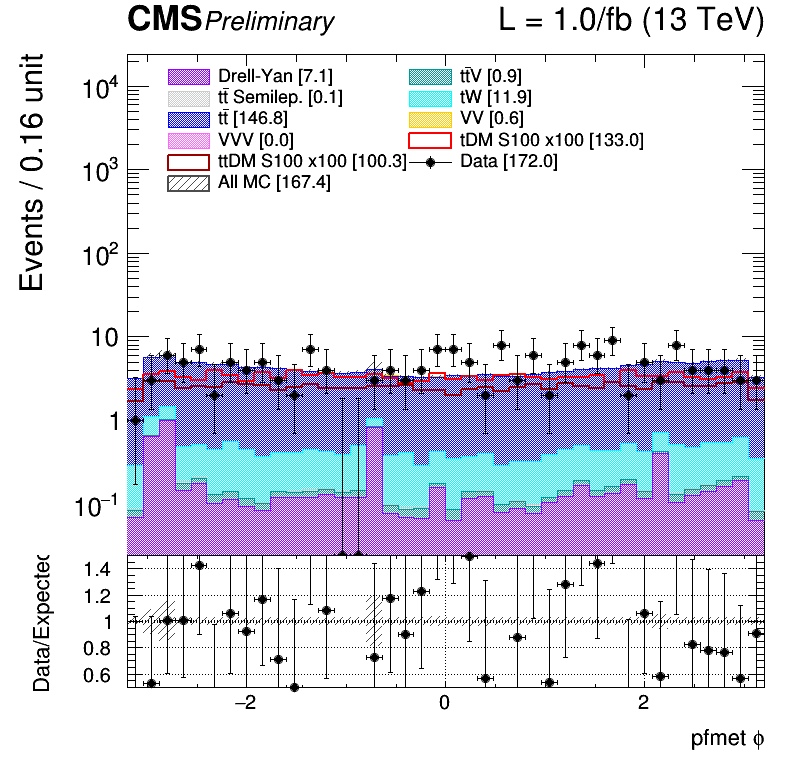 CMS Preliminary L = 1.0/fb (13 TeV)
Events / 0.16 unit
Drell-Yan [7.1] tt̄V [0.9]
tt̄ Semilep. [0.1] tW [11.9]
tt̄ [146.8] VV [0.6]
VVV [0.0] tDM S100 x100 [133.0]
ttDM S100 x100 [100.3] Data [172.0]
All MC [167.4]
10⁴
10³
10²
10
1
10⁻¹
Data/Expected
1.4
1.2
1
0.8
0.6
−2 0 2
pfmet ϕ